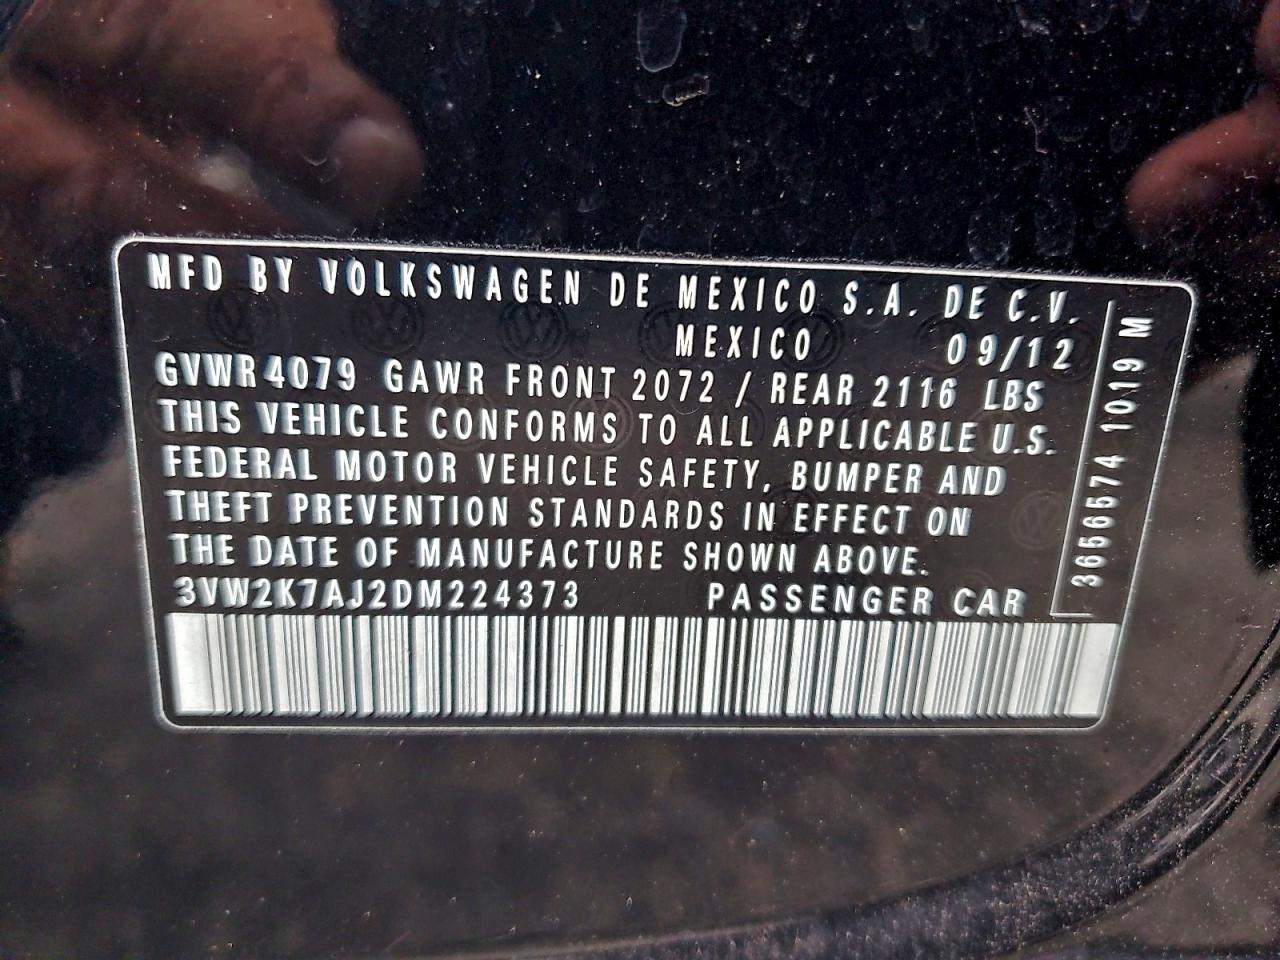 MFD BY VOLKSWAGEN DE MEXICO S.A. DE C.V.
MEXICO 09/12
GVWR4079 GAWR FRONT 2072 / REAR 2116 LBS
THIS VEHICLE CONFORMS TO ALL APPLICABLE U.S.
FEDERAL MOTOR VEHICLE SAFETY, BUMPER AND
THEFT PREVENTION STANDARDS IN EFFECT ON
THE DATE OF MANUFACTURE SHOWN ABOVE.
3VW2K7AJ2DM224373 PASSENGER CAR
3656574 1019 M